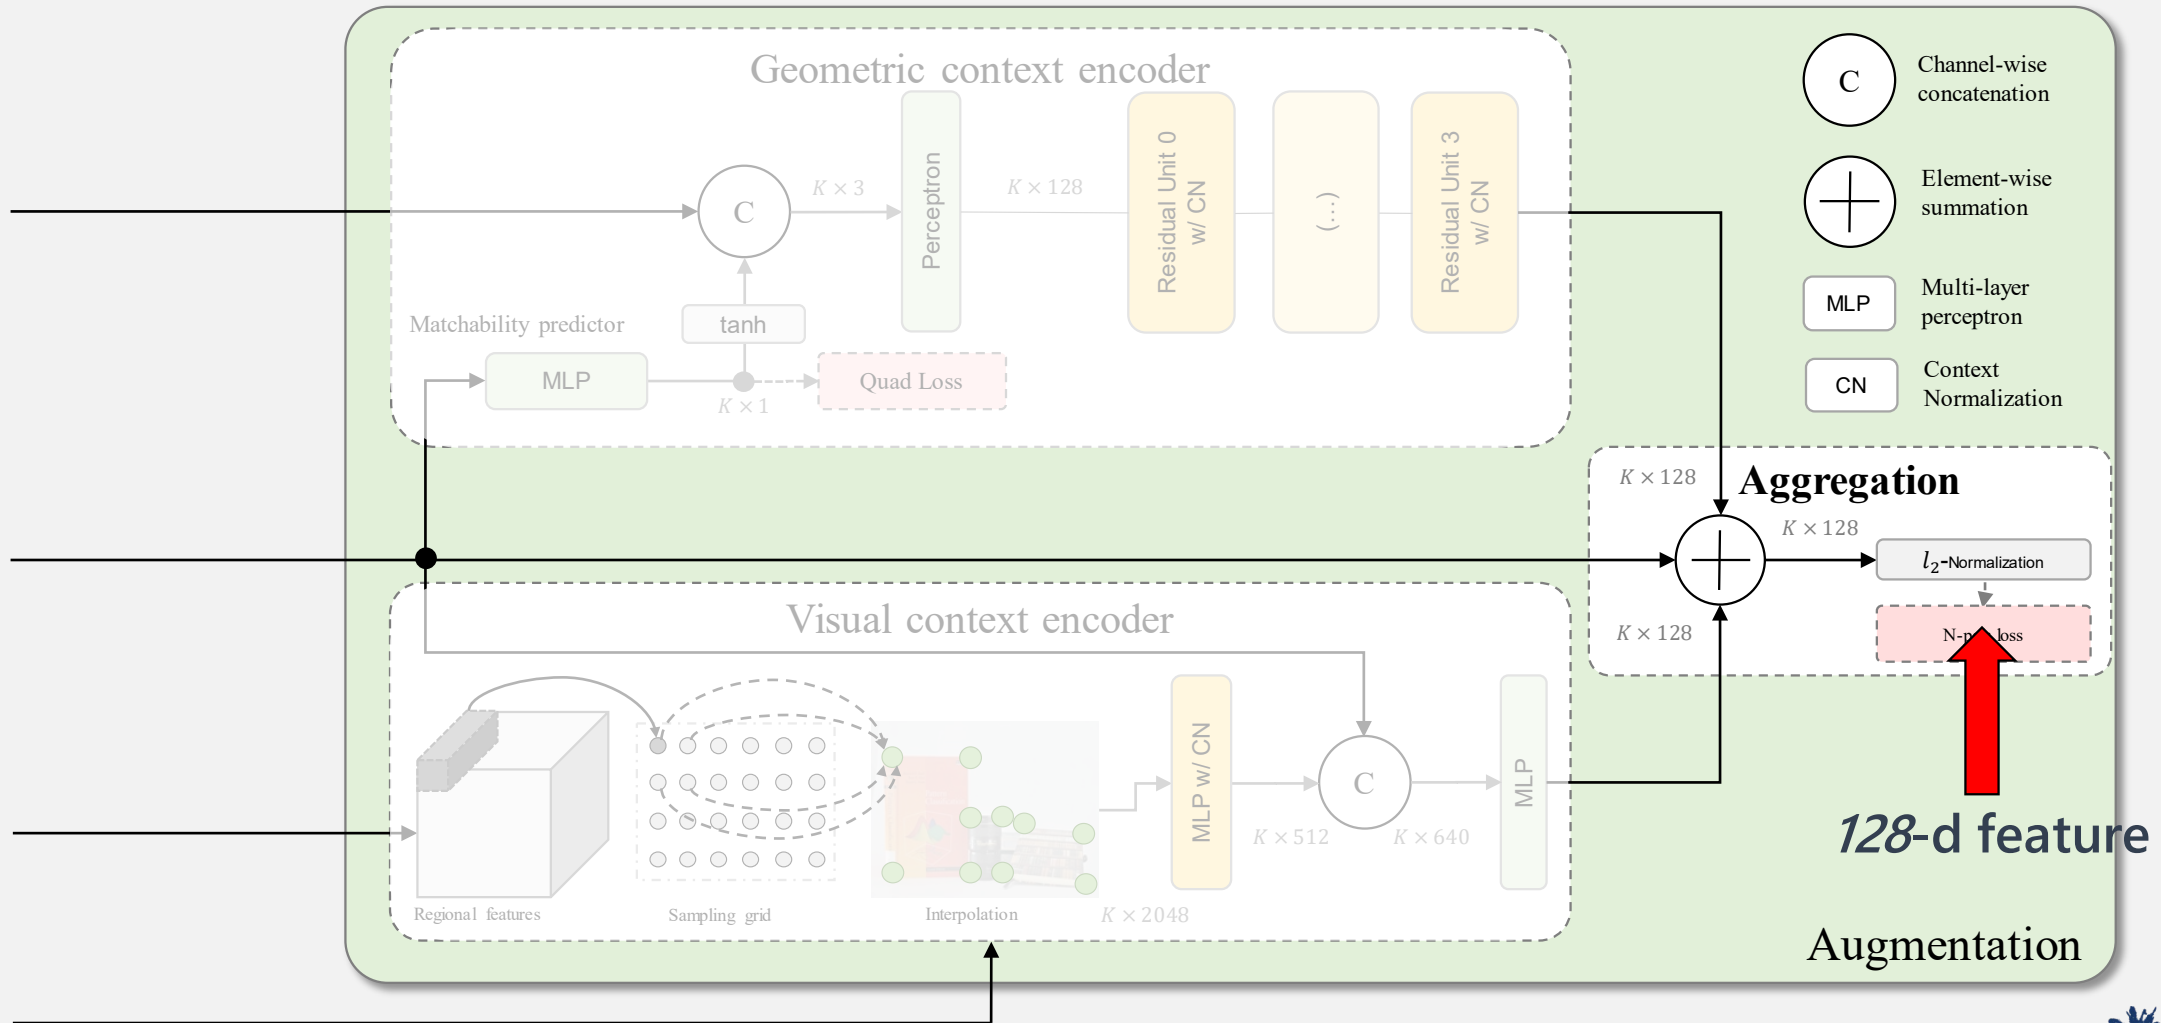 Geometric context encoder
C
K × 3
Perceptron
K × 128
Residual Unit 0
w/ CN
(...)
Residual Unit 3
w/ CN
Matchability predictor
tanh
MLP
K × 1
Quad Loss
C
Channel-wise
concatenation
Element-wise
summation
MLP
Multi-layer
perceptron
CN
Context
Normalization
K × 128
Aggregation
K × 128
l₂-Normalization
K × 128
loss
Visual context encoder
MLP w/ CN
C
K × 512
K × 640
MLP
Regional features
Sampling grid
Interpolation
K × 2048
128-d feature
Augmentation